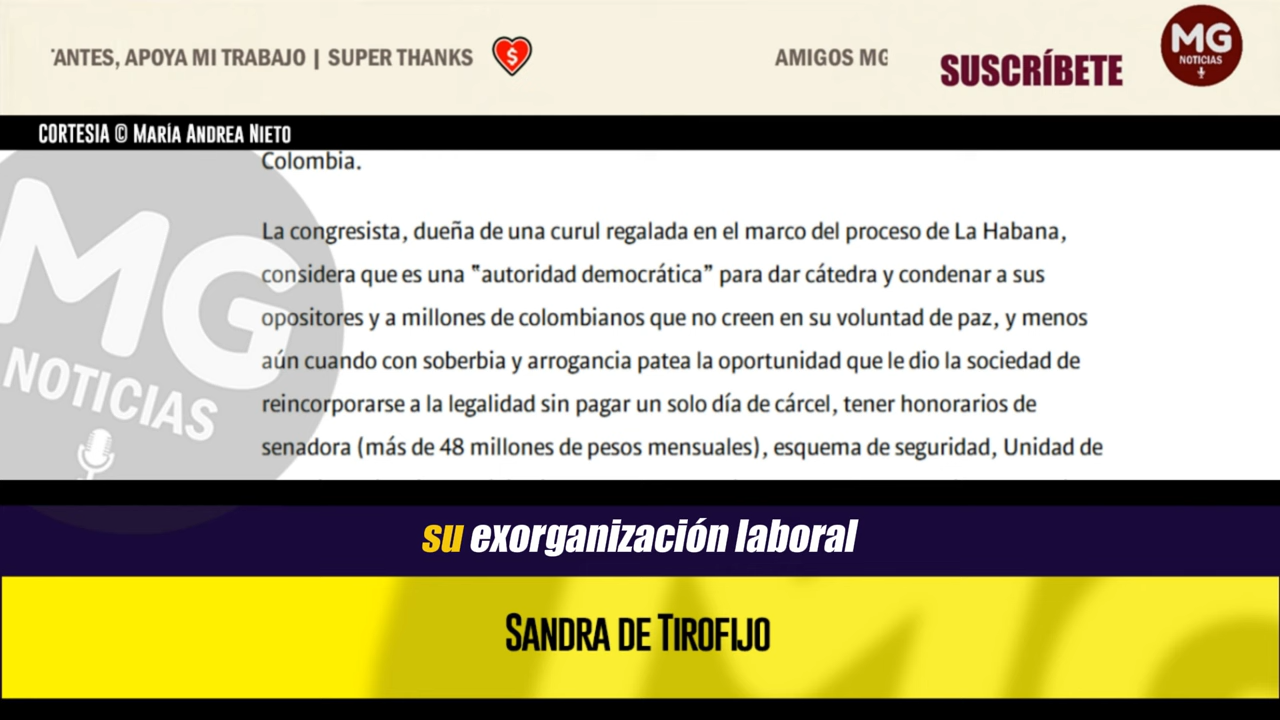 TANTES, APOYA MI TRABAJO | SUPER THANKS
$
AMIGOS MG
SUSCRÍBETE
MG
NOTICIAS
CORTESIA © MARÍA ANDREA NIETO
Colombia.
La congresista, dueña de una curul regalada en el marco del proceso de La Habana,
considera que es una "autoridad democrática” para dar cátedra y condenar a sus
opositores y a millones de colombianos que no creen en su voluntad de paz, y menos
aún cuando con soberbia y arrogancia patea la oportunidad que le dio la sociedad de
reincorporarse a la legalidad sin pagar un solo día de cárcel, tener honorarios de
senadora (más de 48 millones de pesos mensuales), esquema de seguridad, Unidad de
MG
NOTICIAS
su exorganización laboral
SANDRA DE TIROFIJO